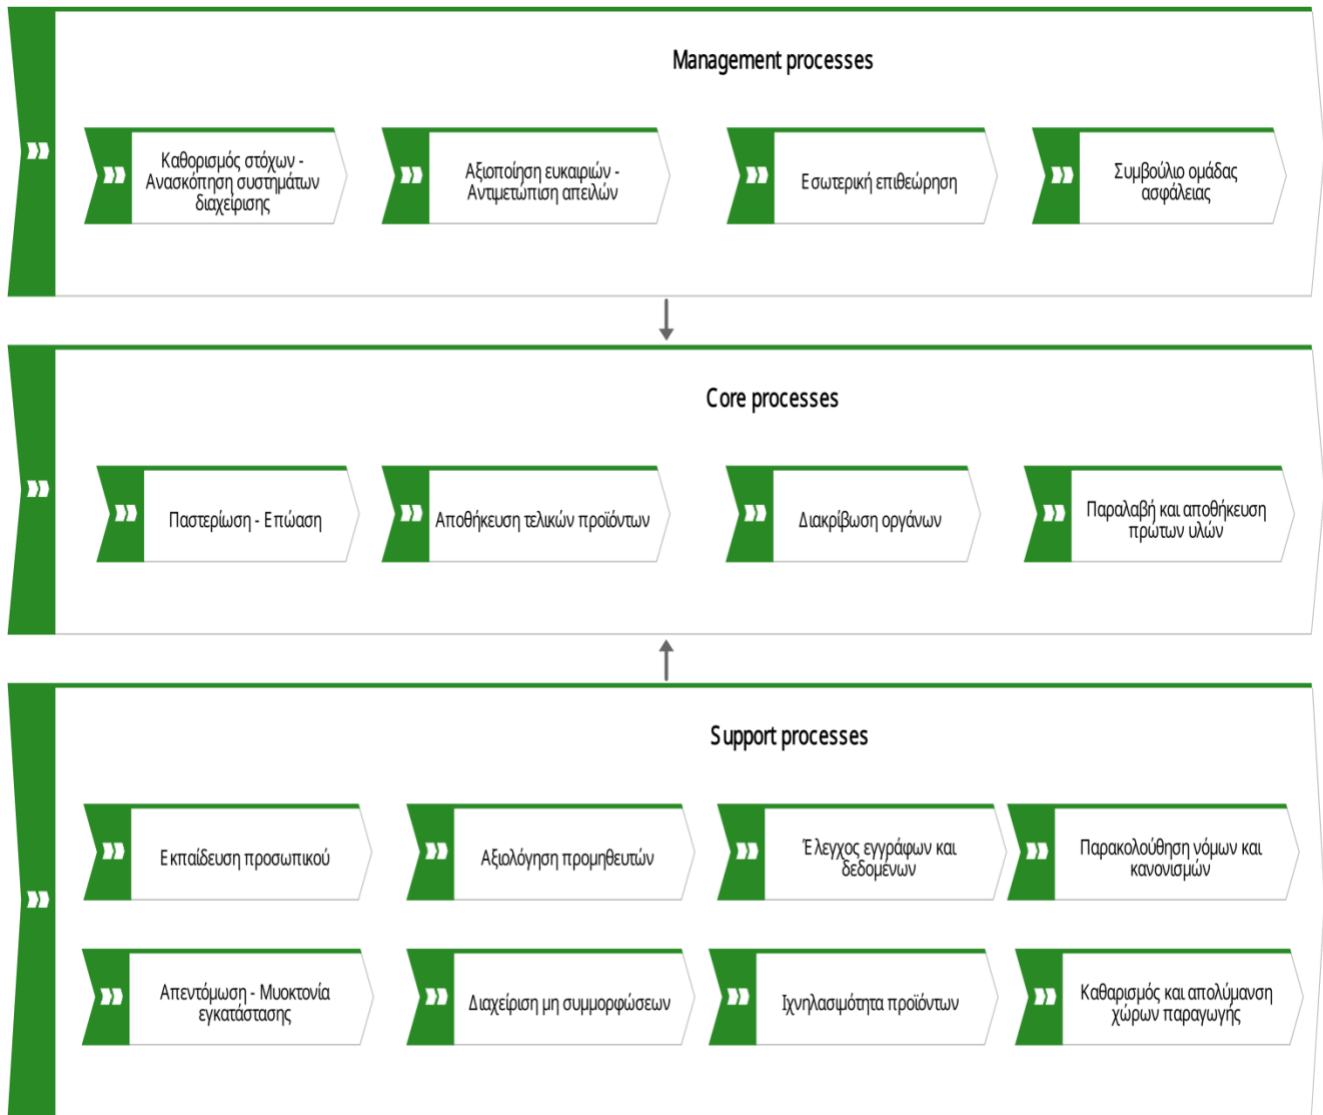 Management processes
Καθορισμός στόχων -
Ανασκόπηση συστημάτων
διαχείρισης
Αξιοποίηση ευκαιριών -
Αντιμετώπιση απειλών
Εσωτερική επιθεώρηση
Συμβούλιο ομάδας
ασφάλειας
Core processes
Παστερίωση - Επώαση
Αποθήκευση τελικών προϊόντων
Διακρίβωση οργάνων
Παραλαβή και αποθήκευση
πρώτων υλών
Support processes
Εκπαίδευση προσωπικού
Αξιολόγηση προμηθευτών
Έλεγχος εγγράφων και
δεδομένων
Παρακολούθηση νόμων και
κανονισμών
Απεντόμωση - Μυοκτονία
εγκατάστασης
Διαχείριση μη συμμορφώσεων
Ιχνηλασιμότητα προϊόντων
Καθαρισμός και απολύμανση
χώρων παραγωγής